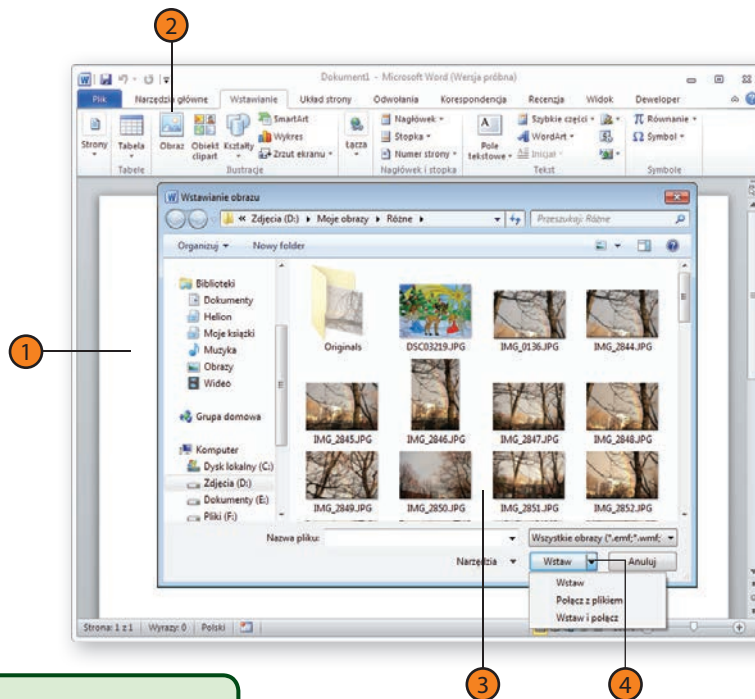 2
Dokument1 - Microsoft Word (Wersja próbna)
Plik Narzędzia główne Wstawianie Układ strony Odwołania Korespondencja Recenzja Widok Deweloper
Strony Tabela Obraz Obiekt clipart Kształty SmartArt Wykres Zrzut ekranu Łącza Nagłówek Stopka Numer strony Pole tekstowe Szybkie części WordArt Inicjał Równanie Symbol
Tabele Ilustracje Nagłówek i stopka Tekst Symbole
Wstawianie obrazu
« Zdjęcia (D:) Moje obrazy Różne Przeszukaj: Różne
Organizuj Nowy folder
Biblioteki
Dokumenty
Helion
Moje książki
Muzyka
Obrazy
Wideo
Grupa domowa
Komputer
Dysk lokalny (C:)
Zdjęcia (D:)
Dokumenty (E:)
Pliki (F:)
Originals DSC03219.JPG IMG_0136.JPG IMG_2844.JPG
IMG_2845.JPG IMG_2846.JPG IMG_2847.JPG IMG_2848.JPG
IMG_2849.JPG IMG_2850.JPG IMG_2851.JPG IMG_2852.JPG
1
Nazwa pliku: Wszystkie obrazy (*.emf;*.wmf;
Narzędzia Wstaw Anuluj
Wstaw
Połącz z plikiem
Wstaw i połącz
Strona: 1 z 1 Wyrazy: 0 Polski
3 4